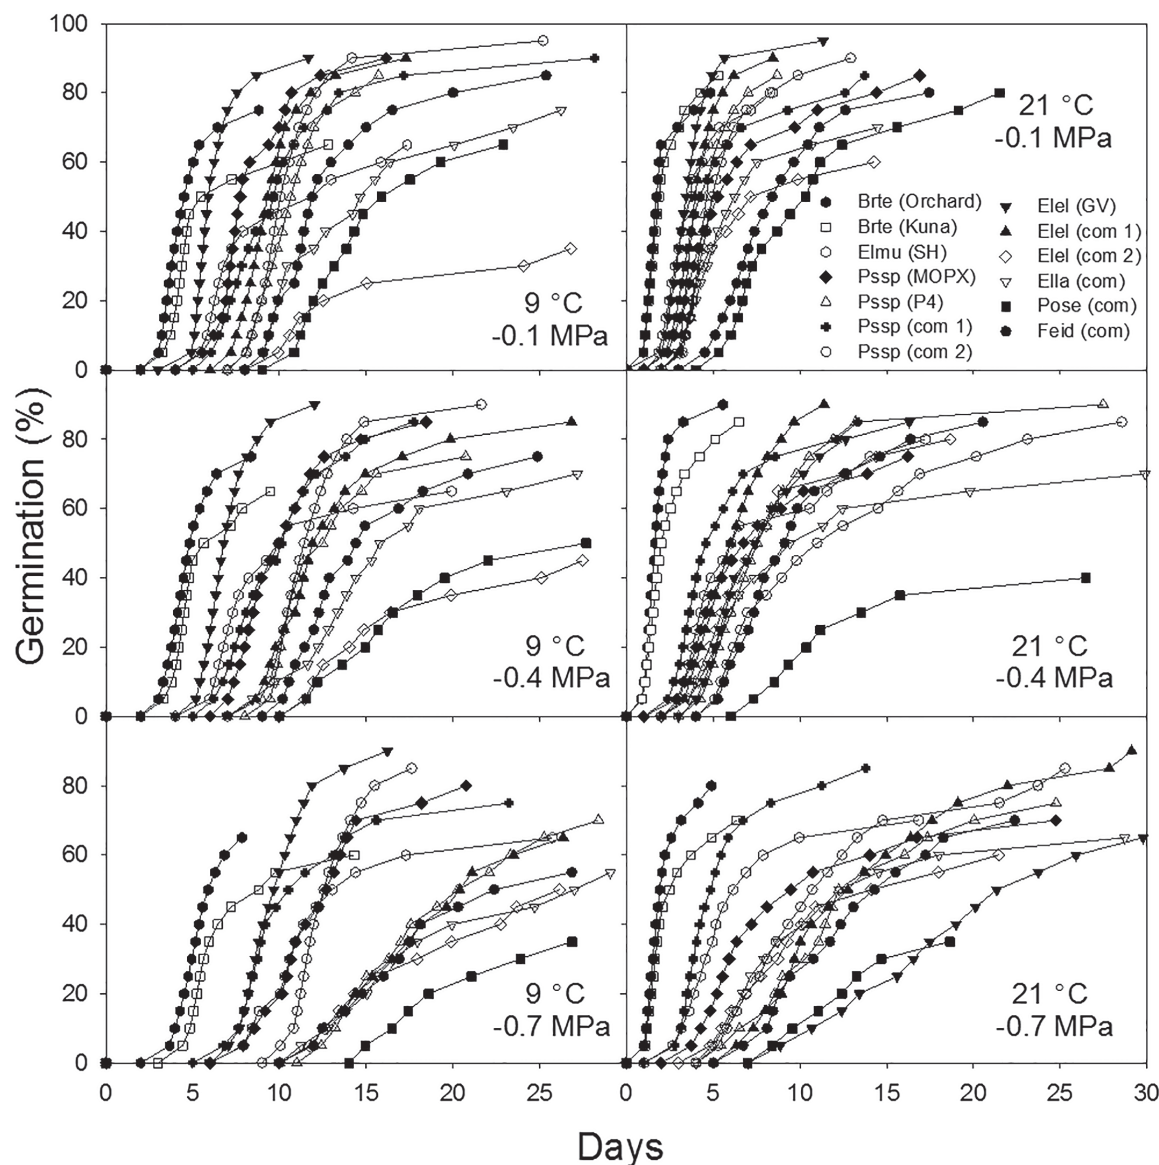 100
80
60
40
20
0
9 °C
-0.1 MPa
21 °C
-0.1 MPa
Brte (Orchard)
Brte (Kuna)
Elmu (SH)
Pssp (MOPX)
Pssp (P4)
Pssp (com 1)
Pssp (com 2)
Elel (GV)
Elel (com 1)
Elel (com 2)
Ella (com)
Pose (com)
Feid (com)
Germination (%)
80
60
40
20
0
9 °C
-0.4 MPa
21 °C
-0.4 MPa
80
60
40
20
0
9 °C
-0.7 MPa
21 °C
-0.7 MPa
0 5 10 15 20 25 0 5 10 15 20 25 30
Days